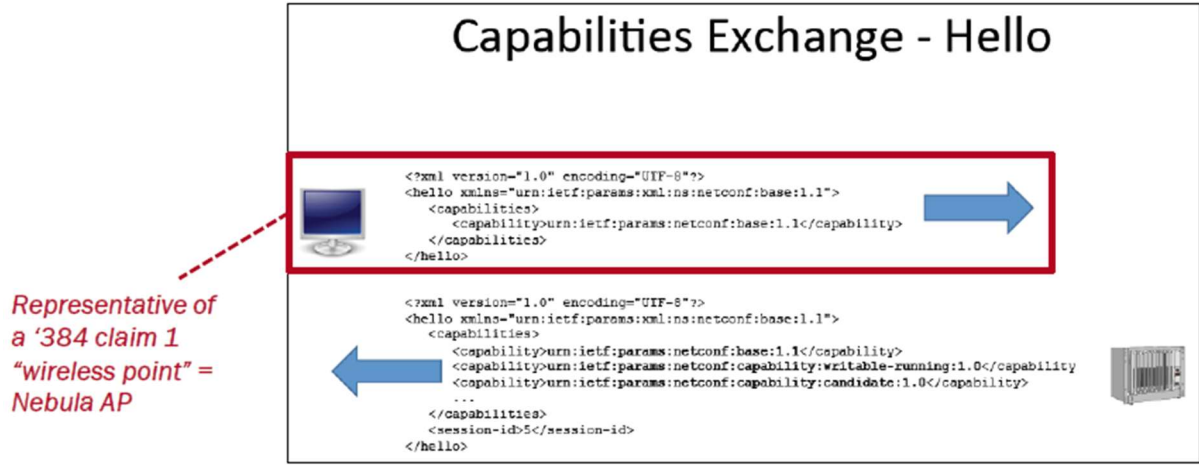 Capabilities Exchange - Hello
<?xml version="1.0" encoding="UTF-8"?>
<hello xmlns="urn:ietf:params:xml:ns:netconf:base:1.1">
<capabilities>
<capability>urn:ietf:params:netconf:base:1.1</capability>
</capabilities>
</hello>
Representative of
a ‘384 claim 1
“wireless point” =
Nebula AP
<?xml version="1.0" encoding="UTF-8"?>
<hello xmlns="urn:ietf:params:xml:ns:netconf:base:1.1">
<capabilities>
<capability>urn:ietf:params:netconf:base:1.1</capability>
<capability>urn:ietf:params:netconf:capability:writable-running:1.0</capability
<capability>urn:ietf:params:netconf:capability:candidate:1.0</capability>
...
</capabilities>
<session-id>5</session-id>
</hello>